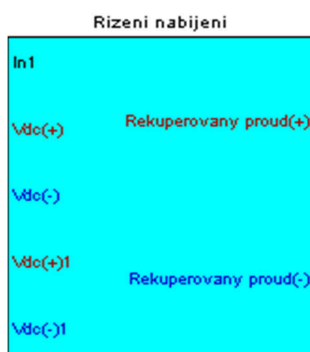 Rizeni nabijeni
In1
Vdc(+)
Rekuperovany proud(+)
Vdc(-)
Vdc(+)1
Rekuperovany proud(-)
Vdc(-)1